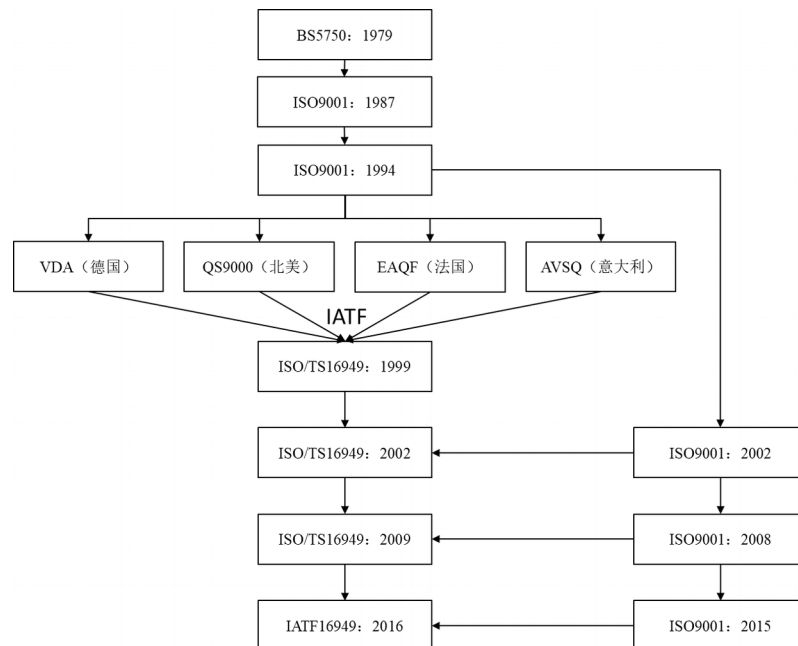 BS5750：1979
ISO9001：1987
ISO9001：1994
VDA（德国）
QS9000（北美）
EAQF（法国）
AVSQ（意大利）
IATF
ISO/TS16949：1999
ISO/TS16949：2002
ISO9001：2002
ISO/TS16949：2009
ISO9001：2008
IATF16949：2016
ISO9001：2015